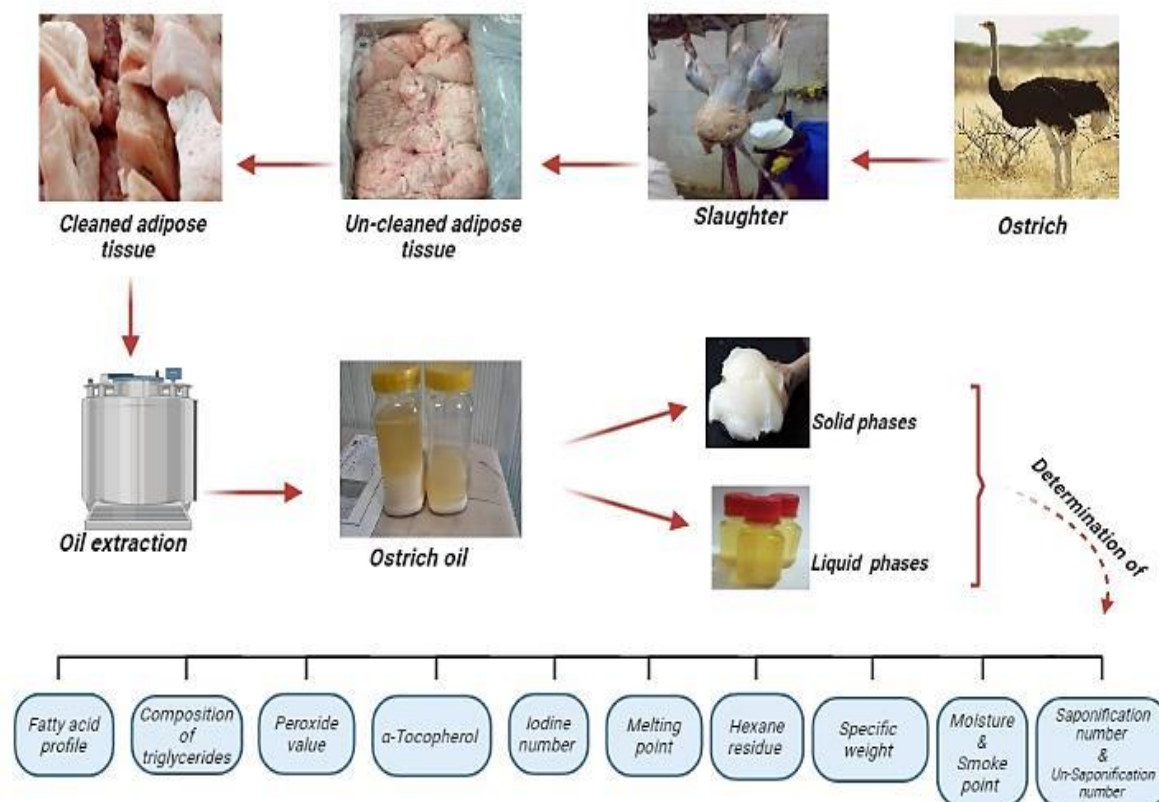 Cleaned adipose
tissue
Un-cleaned adipose
tissue
Slaughter
Ostrich
Oil extraction
Ostrich oil
Solid phases
Liquid phases
Determination of
Fatty acid
profile
Composition
of
triglycerides
Peroxide
value
α-Tocopherol
Iodine
number
Melting
point
Hexane
residue
Specific
weight
Moisture
&
Smoke
point
Saponification
number
&
Un-Saponification
number